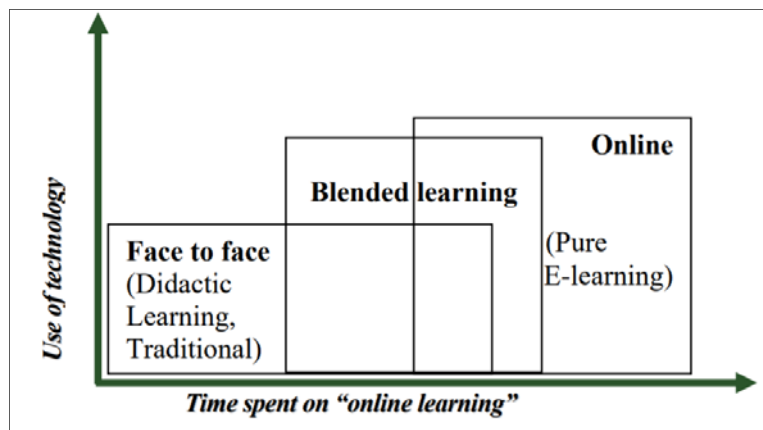 Use of technology
Online
Blended learning
Face to face
(Didactic
Learning,
Traditional)
(Pure
E-learning)
Time spent on “online learning”